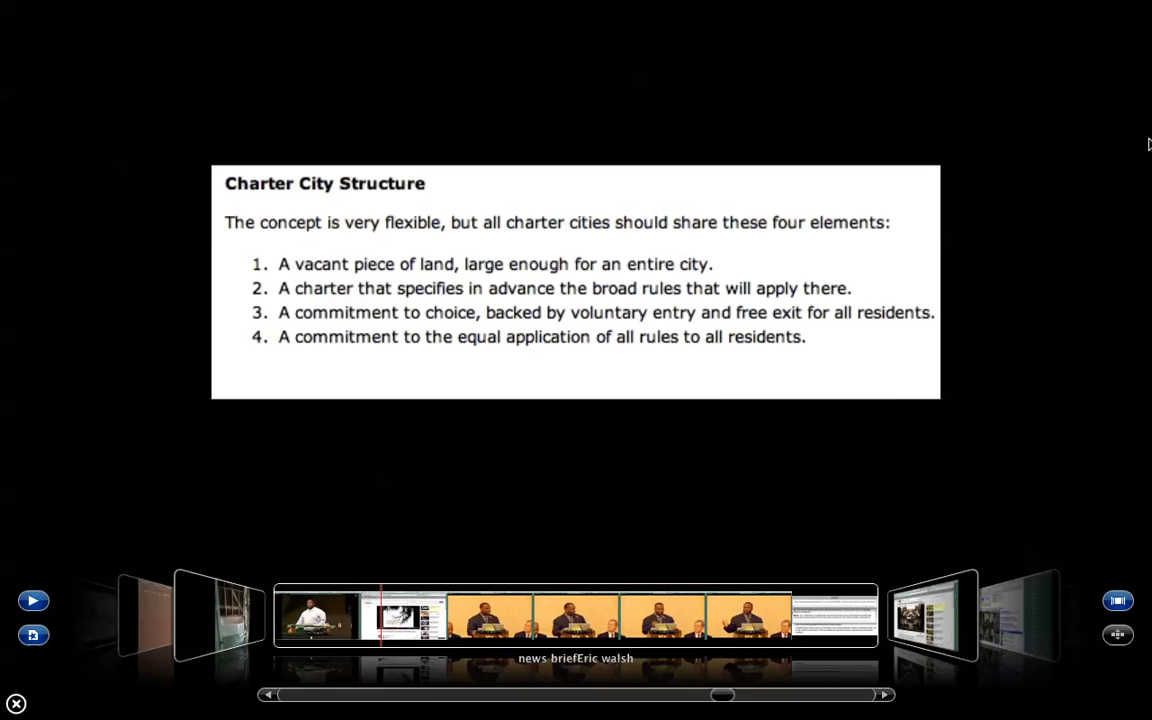 Charter City Structure
The concept is very flexible, but all charter cities should share these four elements:
1. A vacant piece of land, large enough for an entire city.
2. A charter that specifies in advance the broad rules that will apply there.
3. A commitment to choice, backed by voluntary entry and free exit for all residents.
4. A commitment to the equal application of all rules to all residents.
news briefEric walsh